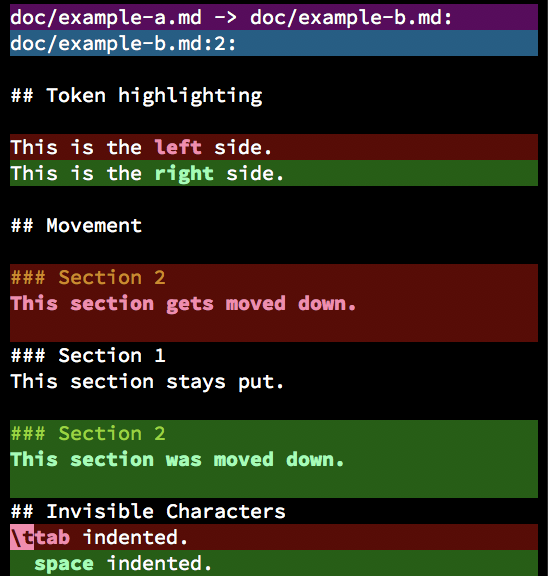 doc/example-a.md -> doc/example-b.md:
doc/example-b.md:2:
## Token highlighting
This is the left side.
This is the right side.
## Movement
### Section 2
This section gets moved down.
### Section 1
This section stays put.
### Section 2
This section was moved down.
## Invisible Characters
\ttab indented.
  space indented.